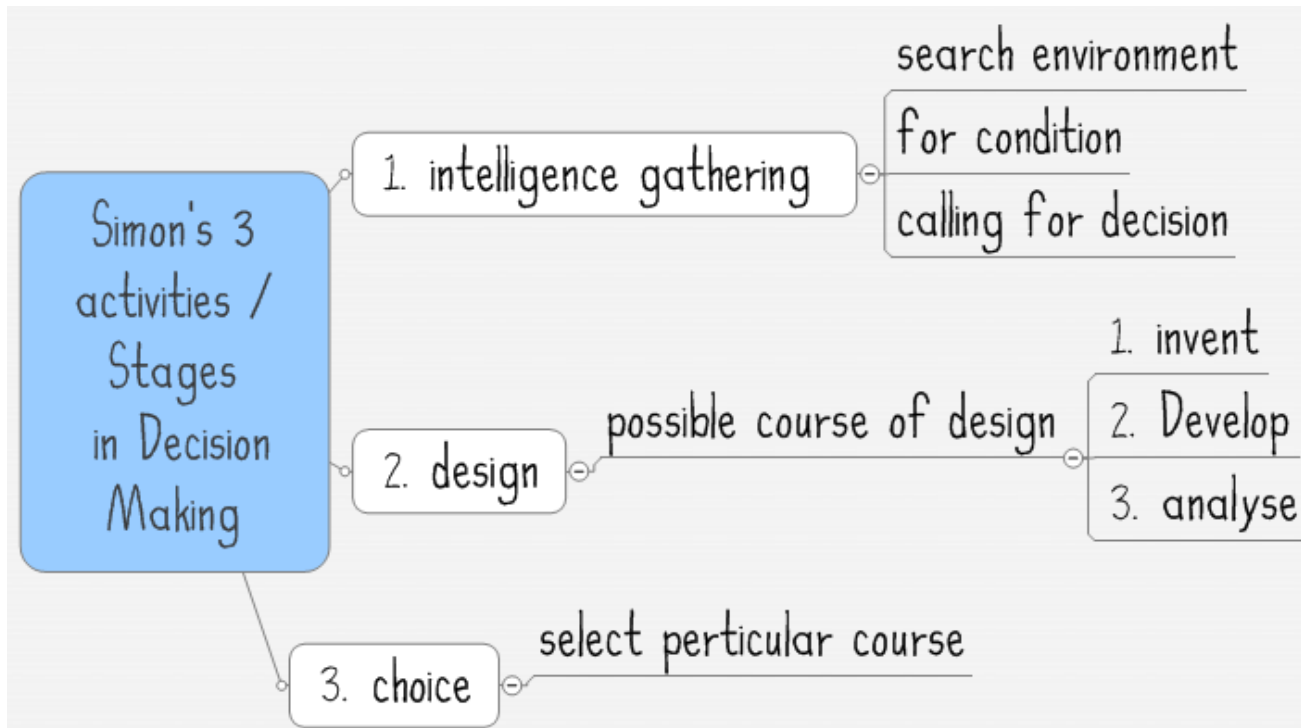 Simon's 3
activities /
Stages
in Decision
Making
1. intelligence gathering
search environment
for condition
calling for decision
2. design
possible course of design
1. invent
2. Develop
3. analyse
3. choice
select perticular course